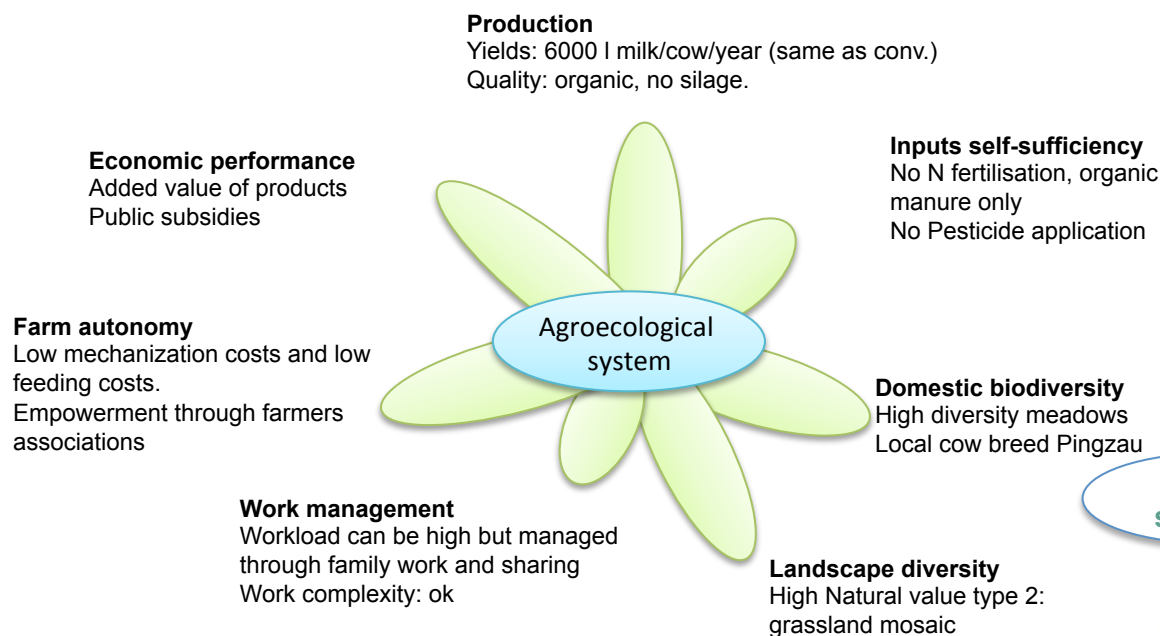 Production
Yields: 6000 l milk/cow/year (same as conv.)
Quality: organic, no silage.
Economic performance
Added value of products
Public subsidies
Inputs self-sufficiency
No N fertilisation, organic
manure only
No Pesticide application
Agroecological
system
Farm autonomy
Low mechanization costs and low
feeding costs.
Empowerment through farmers
associations
Domestic biodiversity
High diversity meadows
Local cow breed Pingzau
Work management
Workload can be high but managed
through family work and sharing
Work complexity: ok
Landscape diversity
High Natural value type 2:
grassland mosaic